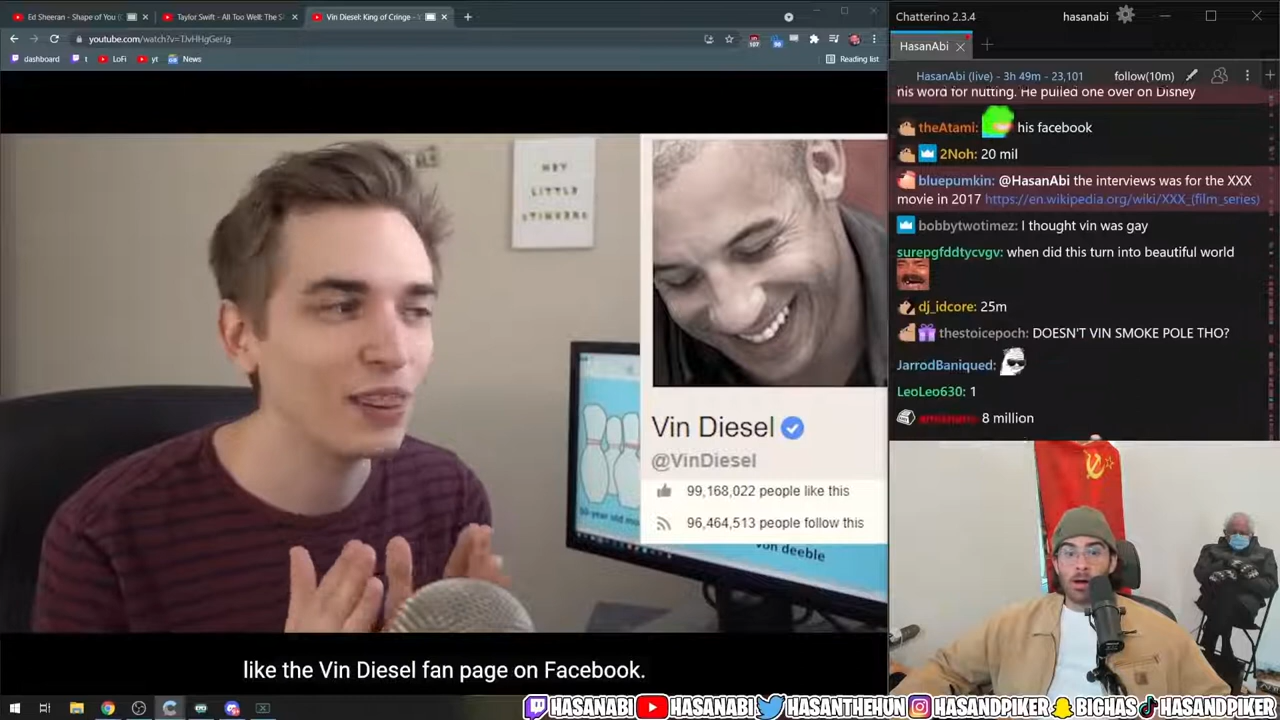 Ed Sheeran - Shape of You (
Taylor Swift - All Too Well: The S
Vin Diesel: King of Cringe -
youtube.com/watch?v=TJvHHgGerJg
dashboard
t
LoFi
yt
News
Reading list
HEY
LITTLE
STINKERS
Vin Diesel
@VinDiesel
99,168,022 people like this
96,464,513 people follow this
von deeble
like the Vin Diesel fan page on Facebook.
Chatterino 2.3.4
hasanabi
HasanAbi
HasanAbi (live) - 3h 49m - 23,101
follow(10m)
his word for nutting. He pulled one over on Disney
theAtami: his facebook
2Noh: 20 mil
bluepumkin: @HasanAbi the interviews was for the XXX
movie in 2017 https://en.wikipedia.org/wiki/XXX_(film_series)
bobbytwotimez: I thought vin was gay
surepgfddtycvgv: when did this turn into beautiful world
dj_idcore: 25m
thestoicepoch: DOESN'T VIN SMOKE POLE THO?
JarrodBaniqued:
LeoLeo630: 1
8 million
HASANABI
HASANABI
HASANTHEHUN
HASANDPIKER
BIGHAS
HASANDPIKER